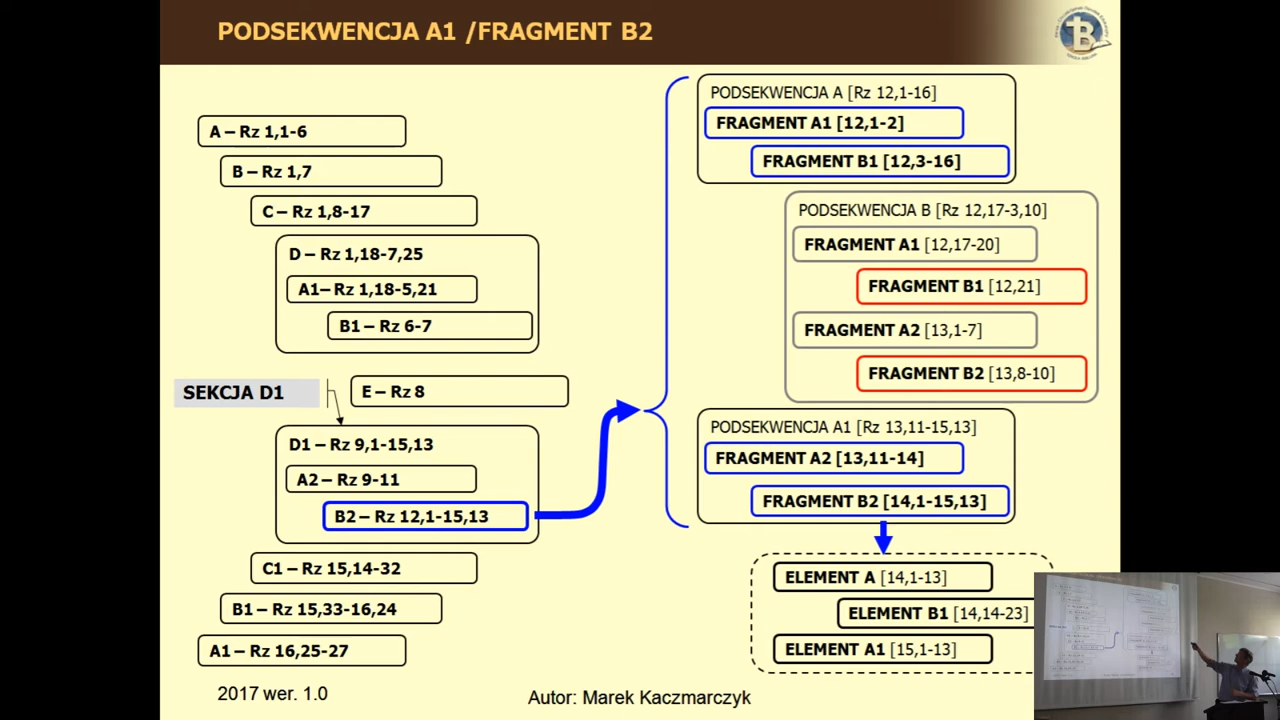 PODSEKWENCJA A1 /FRAGMENT B2
A – Rz 1,1-6
B – Rz 1,7
C – Rz 1,8-17
D – Rz 1,18-7,25
A1– Rz 1,18-5,21
B1 – Rz 6-7
SEKCJA D1
E – Rz 8
D1 – Rz 9,1-15,13
A2 – Rz 9-11
B2 – Rz 12,1-15,13
C1 – Rz 15,14-32
B1 – Rz 15,33-16,24
A1 – Rz 16,25-27
PODSEKWENCJA A [Rz 12,1-16]
FRAGMENT A1 [12,1-2]
FRAGMENT B1 [12,3-16]
PODSEKWENCJA B [Rz 12,17-3,10]
FRAGMENT A1 [12,17-20]
FRAGMENT B1 [12,21]
FRAGMENT A2 [13,1-7]
FRAGMENT B2 [13,8-10]
PODSEKWENCJA A1 [Rz 13,11-15,13]
FRAGMENT A2 [13,11-14]
FRAGMENT B2 [14,1-15,13]
ELEMENT A [14,1-13]
ELEMENT B1 [14,14-23]
ELEMENT A1 [15,1-13]
2017 wer. 1.0
Autor: Marek Kaczmarczyk